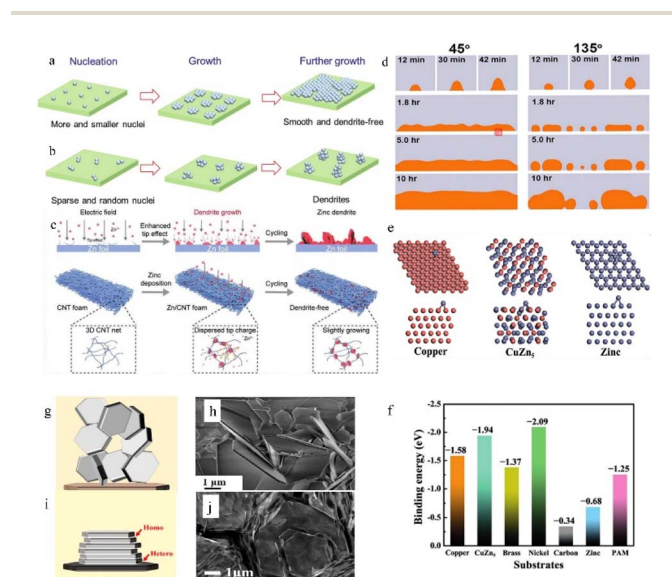 a
Nucleation
Growth
Further growth
More and smaller nuclei
Smooth and dendrite-free
b
Sparse and random nuclei
Dendrites
c
Electric field
Zn²⁺
Enhanced
tip effect
Dendrite growth
Cycling
Zinc dendrite
Zn foil
Zn foil
Zn foil
Zinc
deposition
Cycling
CNT foam
Zn/CNT foam
Dendrite-free
3D CNT net
Dispersed tip charge
Zn²⁺
Slightly growing
d
45°
135°
12 min
30 min
42 min
12 min
30 min
42 min
1.8 hr
1.8 hr
5.0 hr
5.0 hr
10 hr
10 hr
e
Copper
CuZn₅
Zinc
g
h
1 μm
i
Homo
Hetero
j
1μm
f
Binding energy (eV)
-2.5
-2.0
-1.5
-1.0
-0.5
0.0
−1.58
−1.94
−1.37
−2.09
−0.34
−0.68
−1.25
Copper
CuZn₅
Brass
Nickel
Carbon
Zinc
PAM
Substrates